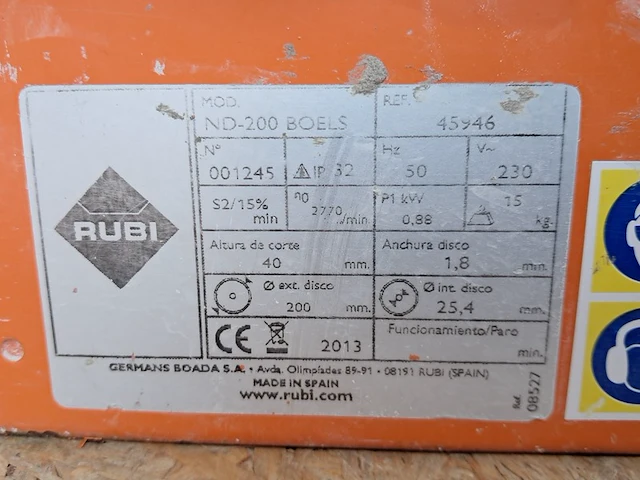 MOD. REF.
ND-200 BOELS 45946
Nº Hz V~
001245 IP 32 50 230
S2/15% n0 P1 kW 15
min 2770/min. 0,88 kg.
Altura de corte Anchura disco
40 mm. 1,8 mm.
RUBI
Ø ext. disco Ø int. disco
200 mm. 25,4 mm.
CE 2013 Funcionamiento/Paro
min.
GERMANS BOADA S.A. • Avda. Olimpíades 89-91 • 08191 RUBI (SPAIN)
MADE IN SPAIN
www.rubi.com
Ref. 08527